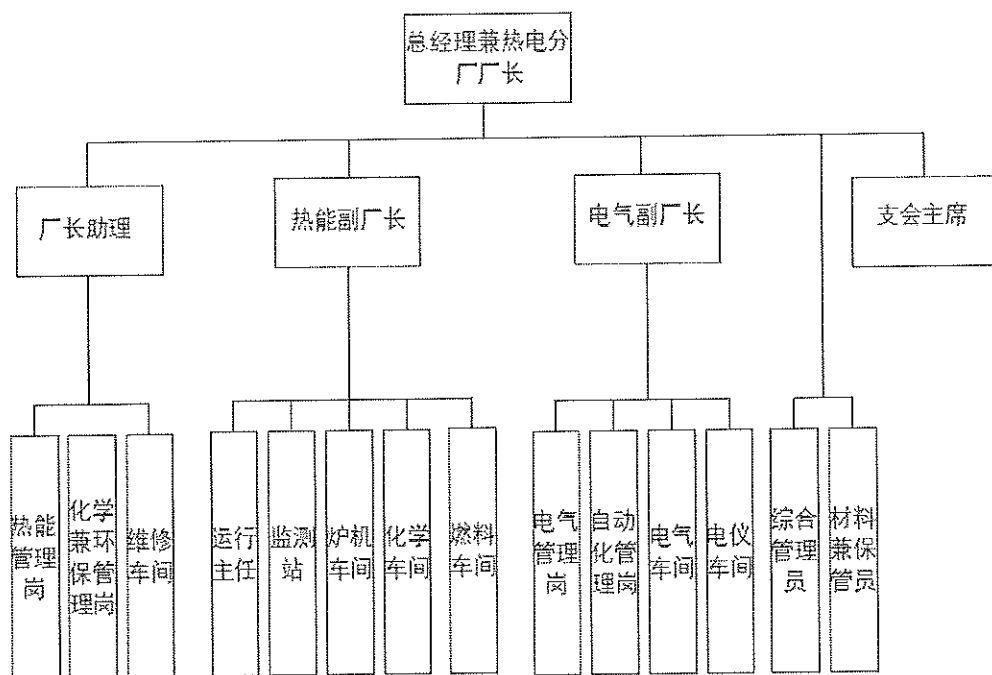 总经理兼热电分
厂厂长
厂长助理
热能副厂长
电气副厂长
支会主席
热能
管理
岗
化学
兼环
保管
理岗
维修
车间
运行
主任
监测
站
炉机
车间
化学
车间
燃料
车间
电气
管理
岗
自动
化管
理岗
电气
车间
电仪
车间
综合
管理
员
材料
兼保
管员